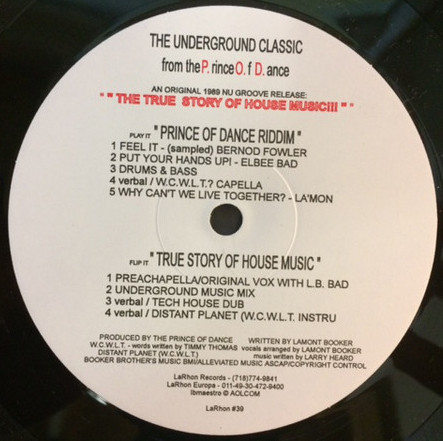 THE UNDERGROUND CLASSIC
from the P. rince O. f D. ance
AN ORIGINAL 1989 NU GROOVE RELEASE:
" " THE TRUE STORY OF HOUSE MUSIC!!! " "
PLAY IT " PRINCE OF DANCE RIDDIM "
1 FEEL IT - (sampled) BERNOD FOWLER
2 PUT YOUR HANDS UP! - ELBEE BAD
3 DRUMS & BASS
4 verbal / W.C.W.L.T.? CAPELLA
5 WHY CAN'T WE LIVE TOGETHER? - LA'MON
FLIP IT " TRUE STORY OF HOUSE MUSIC "
1 PREACHAPELLA/ORIGINAL VOX WITH L.B. BAD
2 UNDERGROUND MUSIC MIX
3 verbal / TECH HOUSE DUB
4 verbal / DISTANT PLANET (W.C.W.L.T. INSTRU
PRODUCED BY THE PRINCE OF DANCE WRITTEN BY LAMONT BOOKER
W.C.W.L.T. - words written by TIMMY THOMAS vocals arranged by LAMONT BOOKER
DISTANT PLANET (W.C.W.L.T.) music written by LARRY HEARD
BOOKER BROTHER'S MUSIC BMI/ALLEVIATED MUSIC ASCAP/COPYRIGHT CONTROL
LaRhon Records - (718)774-9841
LaRhon Europa - 011-49-30-472-9400
lbmaestro © AOLCOM
LaRhon #39